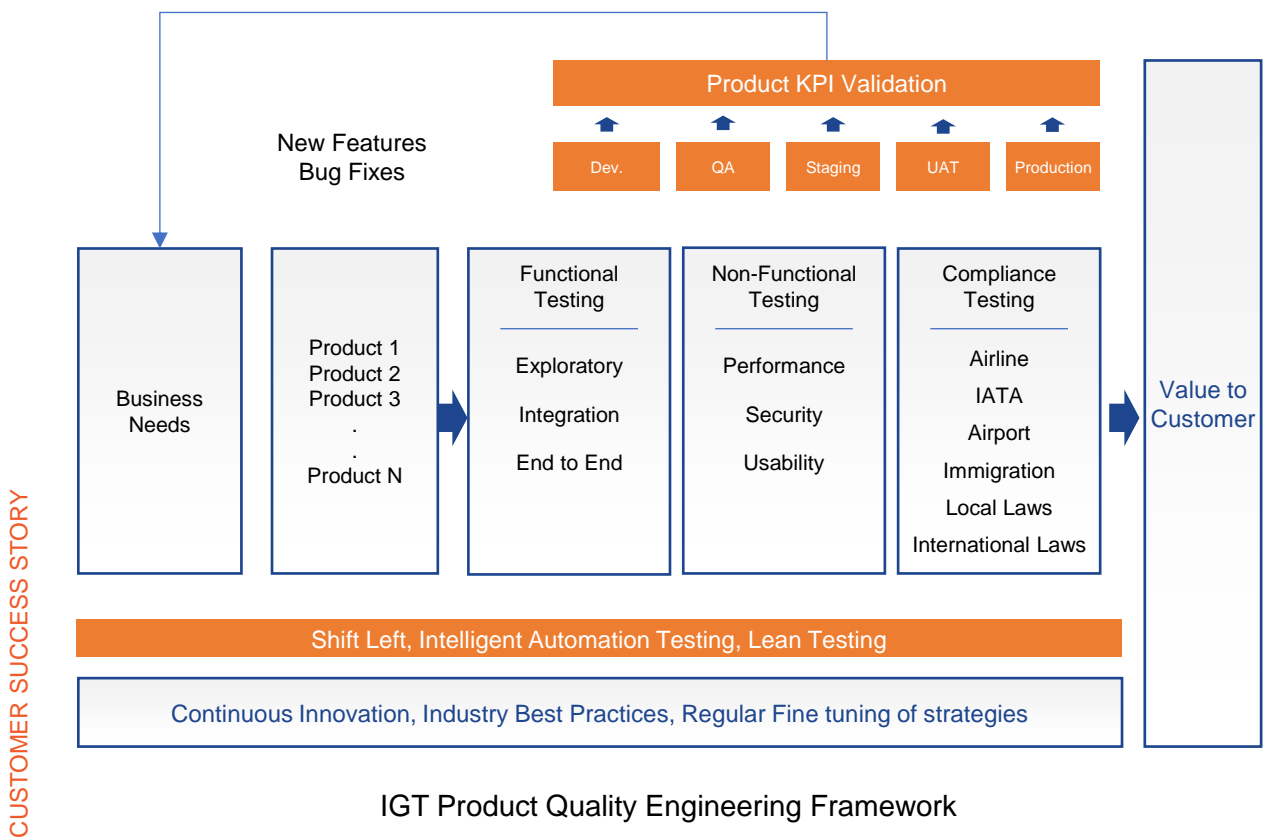 Product KPI Validation
New Features
Bug Fixes
Dev.
QA
Staging
UAT
Production
Business
Needs
Product 1
Product 2
Product 3
.
.
Product N
Functional
Testing
Exploratory
Integration
End to End
Non-Functional
Testing
Performance
Security
Usability
Compliance
Testing
Airline
IATA
Airport
Immigration
Local Laws
International Laws
Value to
Customer
Shift Left, Intelligent Automation Testing, Lean Testing
Continuous Innovation, Industry Best Practices, Regular Fine tuning of strategies
IGT Product Quality Engineering Framework
CUSTOMER SUCCESS STORY